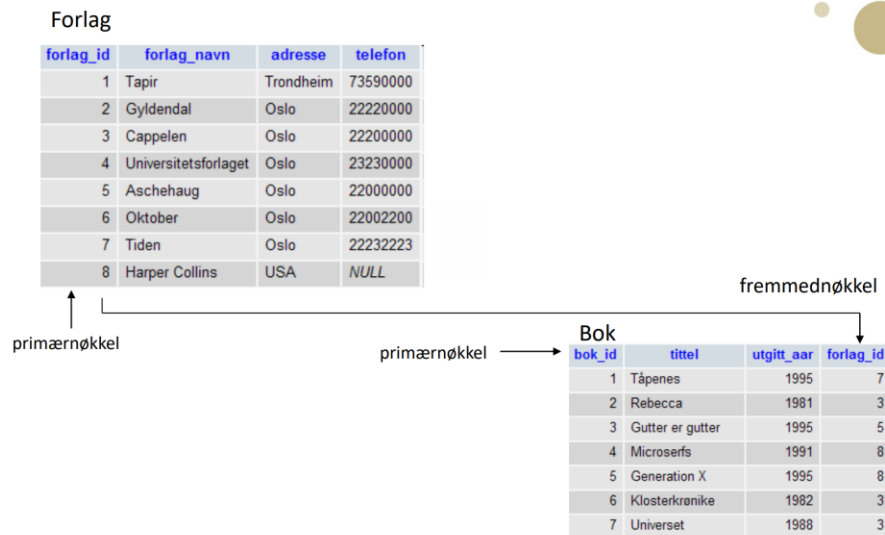 Forlag
forlag_id forlag_navn adresse telefon
1 Tapir Trondheim 73590000
2 Gyldendal Oslo 22220000
3 Cappelen Oslo 22200000
4 Universitetsforlaget Oslo 23230000
5 Aschehaug Oslo 22000000
6 Oktober Oslo 22002200
7 Tiden Oslo 22232223
8 Harper Collins USA NULL
primærnøkkel
fremmednøkkel
primærnøkkel
Bok
bok_id tittel utgitt_aar forlag_id
1 Tåpenes 1995 7
2 Rebecca 1981 3
3 Gutter er gutter 1995 5
4 Microserfs 1991 8
5 Generation X 1995 8
6 Klosterkrønike 1982 3
7 Universet 1988 3